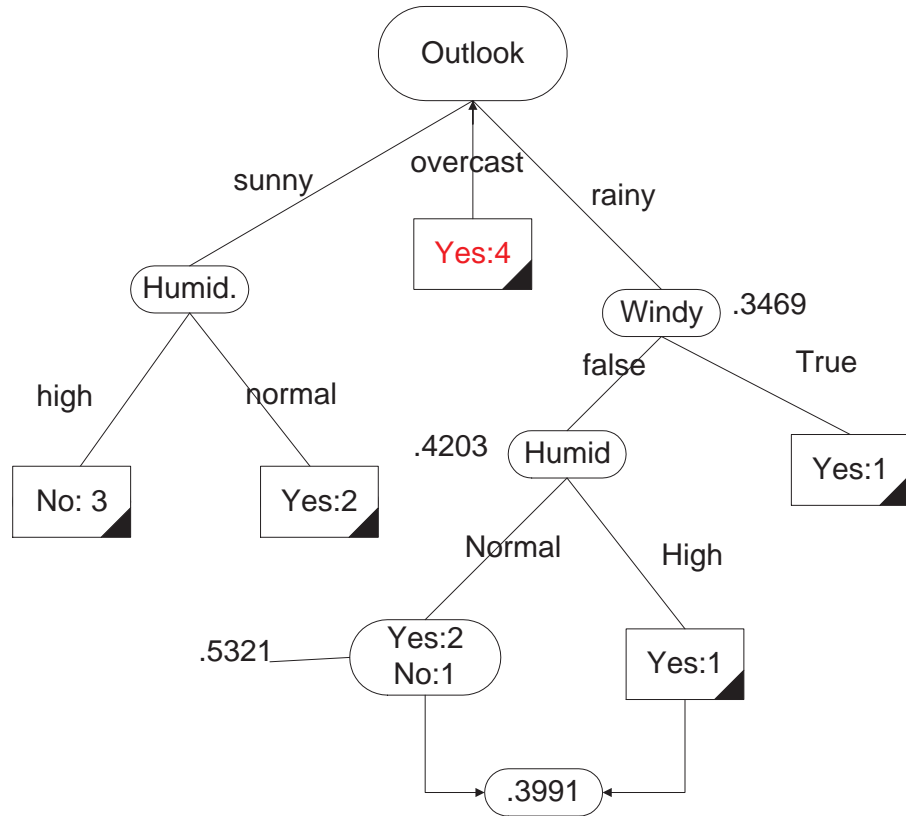 Outlook
sunny
overcast
rainy
Yes:4
Humid.
Windy
.3469
high
normal
false
True
.4203
Humid
No: 3
Yes:2
Yes:1
Normal
High
.5321
Yes:2
No:1
Yes:1
.3991